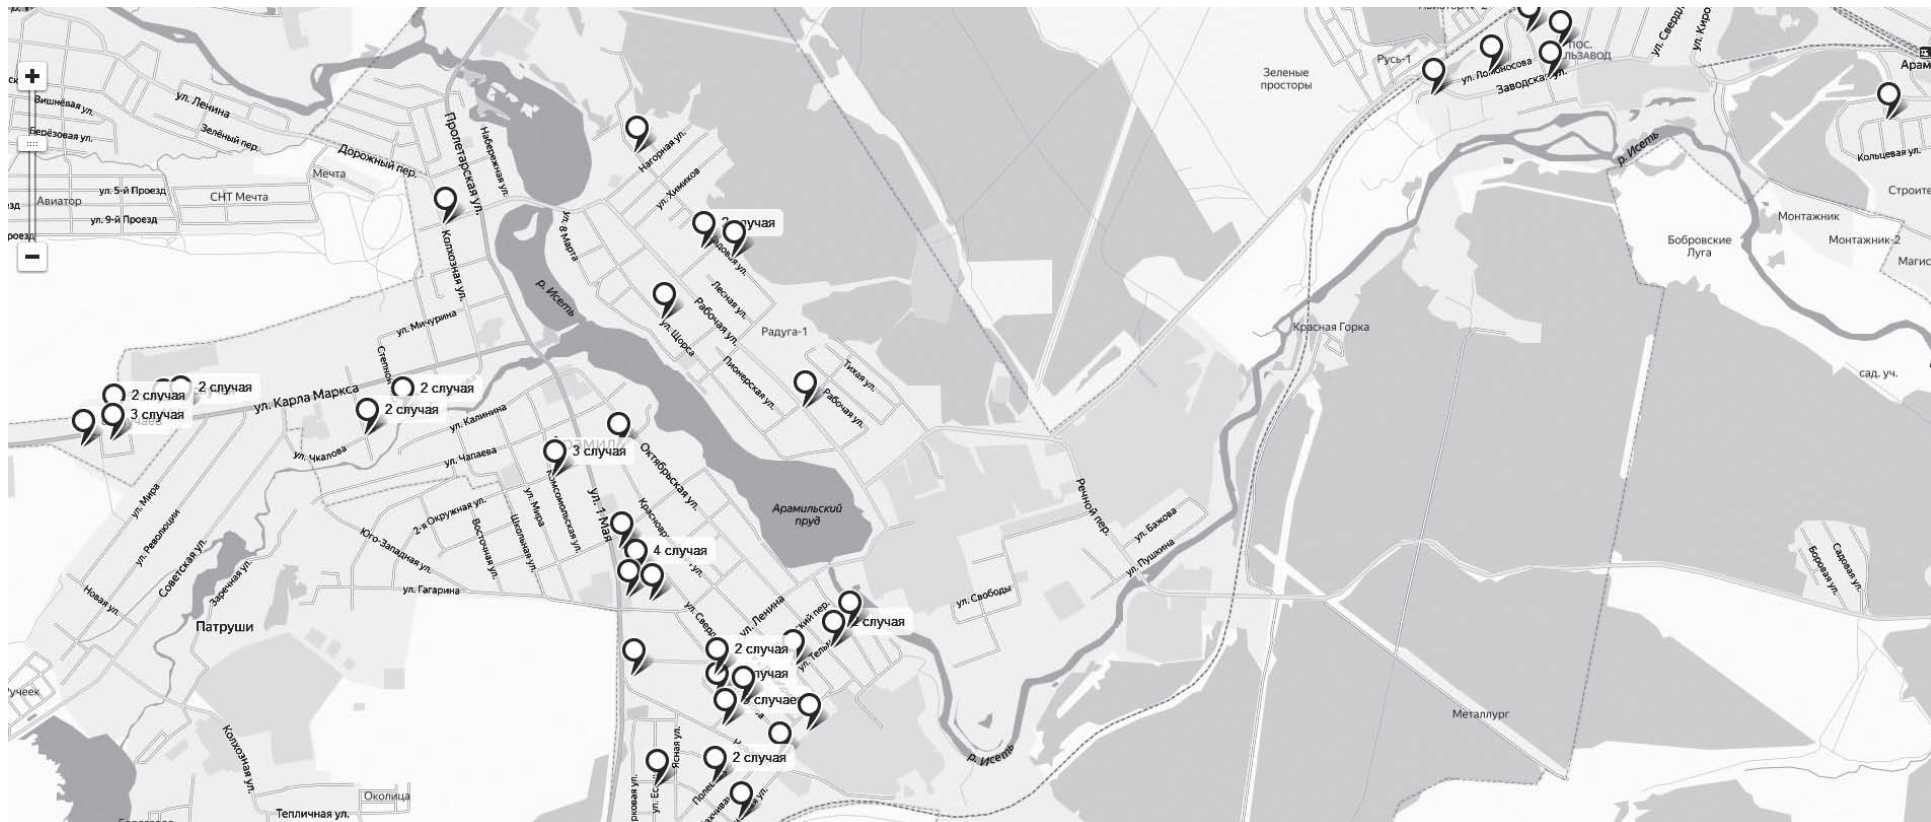 ул. Ленина
Вишнёвая ул.
Берёзовая ул.
Зелёный пер.
Дорожный пер.
Мечта
ул. 5-й Проезд
СНТ Мечта
Авиатор
ул. 9-й Проезд
Пролетарская ул.
Набережная ул.
Колхозная ул.
ул. 8 Марта
р. Исеть
Нагорная ул.
ул. Химиков
Лесная ул.
Рабочая ул.
ул. Щорса
Радуга-1
Пионерская ул.
Тихая ул.
Рабочая ул.
ул. Мичурина
ул. Карла Маркса
2 случая
2 случая
3 случая
2 случая
2 случая
ул. Калинина
ул. Чкалова
ул. Чапаева
3 случая
Октябрьская ул.
ул. Мира
ул. Революции
Советская ул.
Новая ул.
Заречная ул.
Патруши
2-я Окружная ул.
Юго-Западная ул.
Восточная ул.
Школьная ул.
ул. Мира
Комсомольская ул.
ул. 1 Мая
ул. Гагарина
4 случая
Арамильский
пруд
ул. Ленина
2 случая
2 случая
Ясная ул.
Колхозная ул.
Околица
Тепличная ул.
ул. Свободы
ул. Бажова
ул. Пушкина
Речной пер.
р. Исеть
Зеленые
просторы
Русь-1
ул. Ломоносова
Заводская ул.
ПОС.
р. Исеть
Кольцевая ул.
Монтажник
Монтажник-2
Бобровские
Луга
Красная Горка
сад. уч.
Садовая ул.
Боровая ул.
Металлург